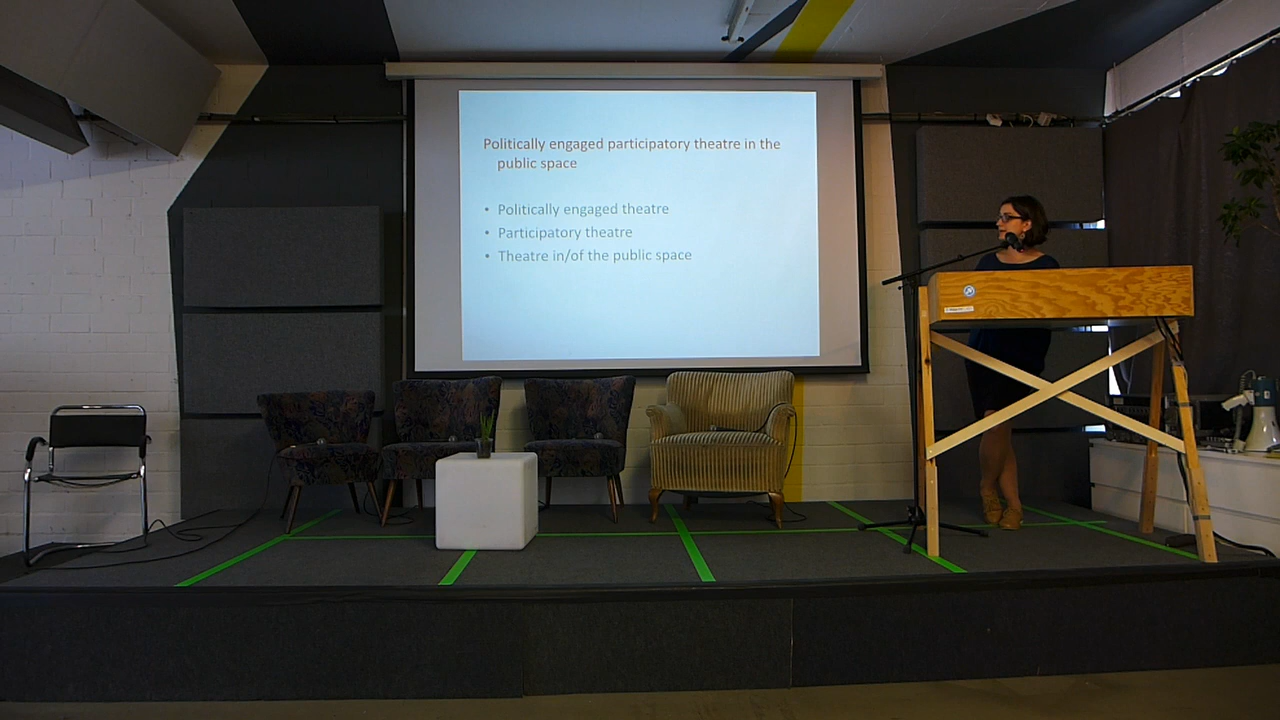 Politically engaged participatory theatre in the
public space
• Politically engaged theatre
• Participatory theatre
• Theatre in/of the public space